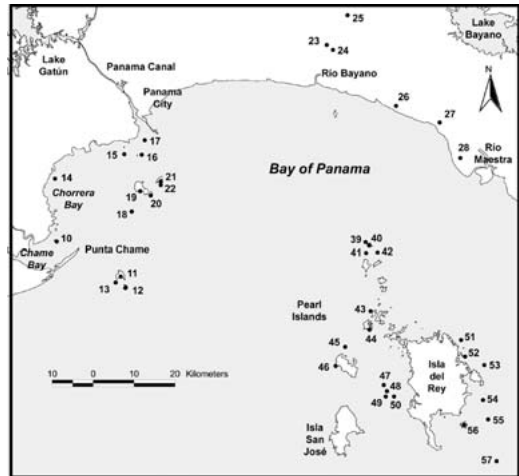 25
Lake
Bayano
23
24
Lake
Gatún
Panama Canal
Río Bayano
N
Panama
City
26
27
17
15
16
28
Río
Maestra
Bay of Panama
14
21
22
19
20
Chorrera
Bay
18
10
Chame
Bay
Punta Chame
39
40
41
42
11
13
12
Pearl
Islands
43
44
45
46
51
52
53
Isla
del
Rey
10
0
10
20 Kilometers
47
48
49
50
54
55
56
Isla
San
José
57